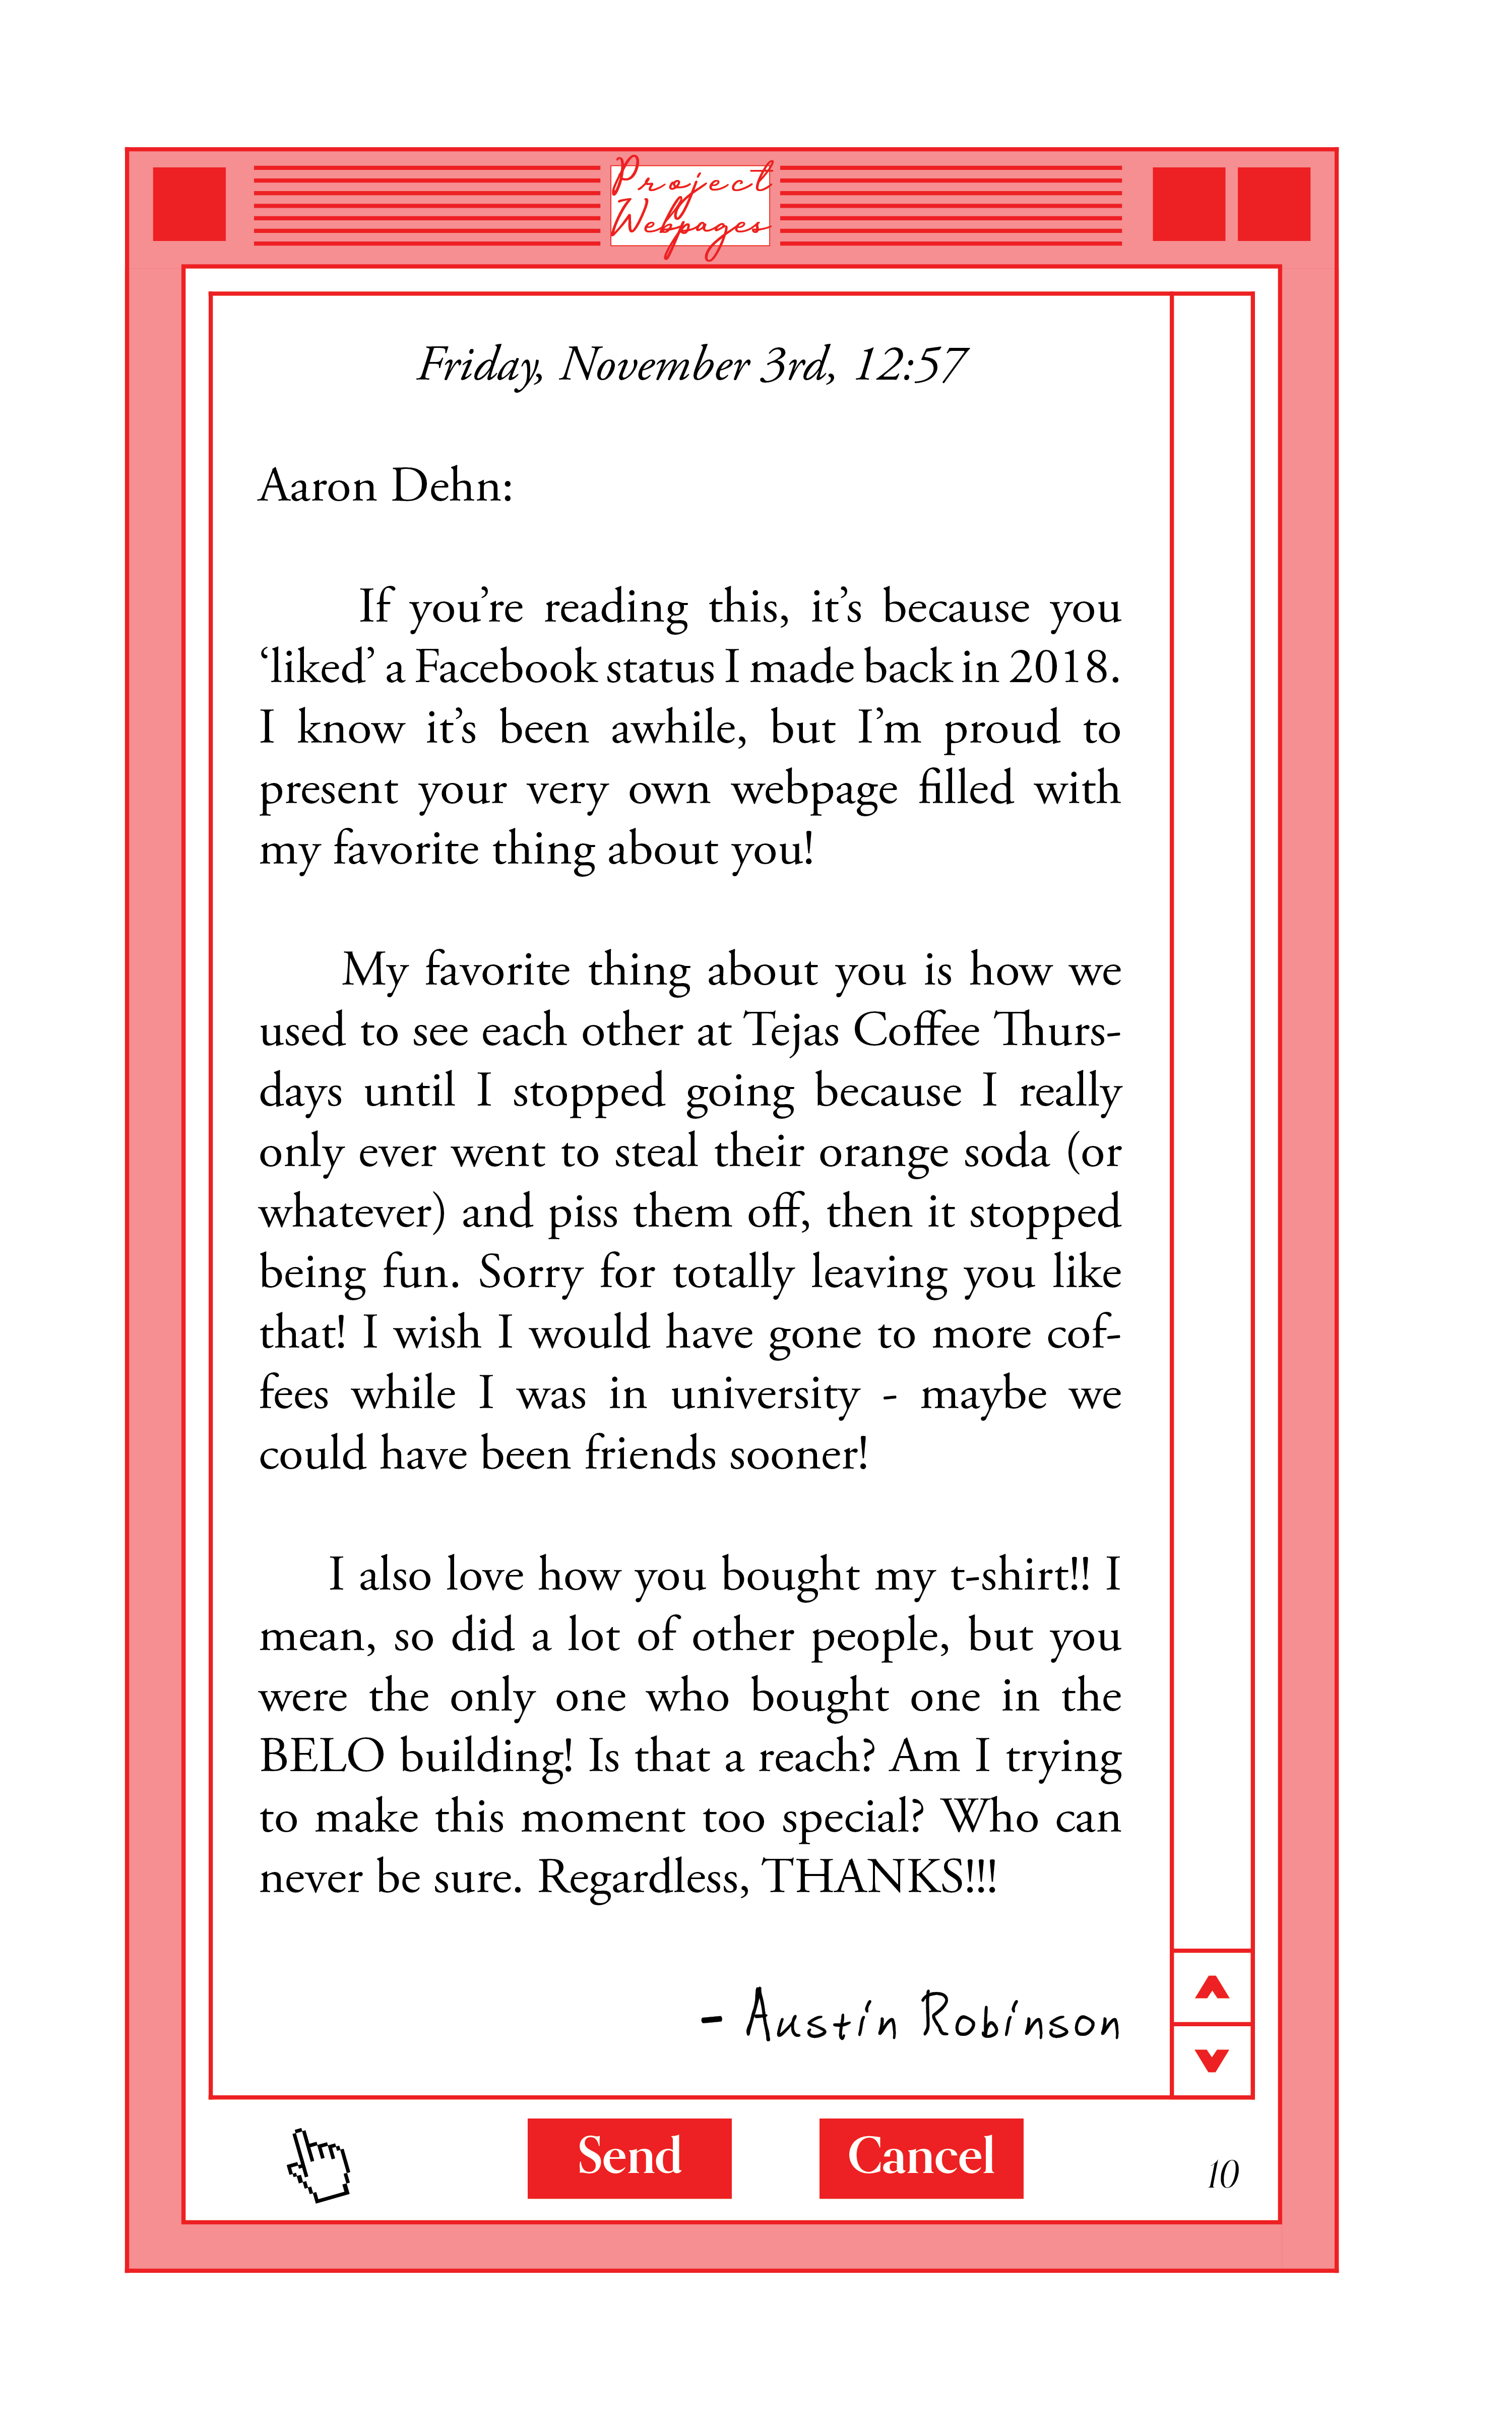 Project
Webpages
Friday, November 3rd, 12:57
Aaron Dehn:
If you’re reading this, it’s because you
‘liked’ a Facebook status I made back in 2018.
I know it’s been awhile, but I’m proud to
present your very own webpage filled with
my favorite thing about you!
My favorite thing about you is how we
used to see each other at Tejas Coffee Thurs-
days until I stopped going because I really
only ever went to steal their orange soda (or
whatever) and piss them off, then it stopped
being fun. Sorry for totally leaving you like
that! I wish I would have gone to more cof-
fees while I was in university - maybe we
could have been friends sooner!
I also love how you bought my t-shirt!! I
mean, so did a lot of other people, but you
were the only one who bought one in the
BELO building! Is that a reach? Am I trying
to make this moment too special? Who can
never be sure. Regardless, THANKS!!!
- Austin Robinson
Send Cancel
10